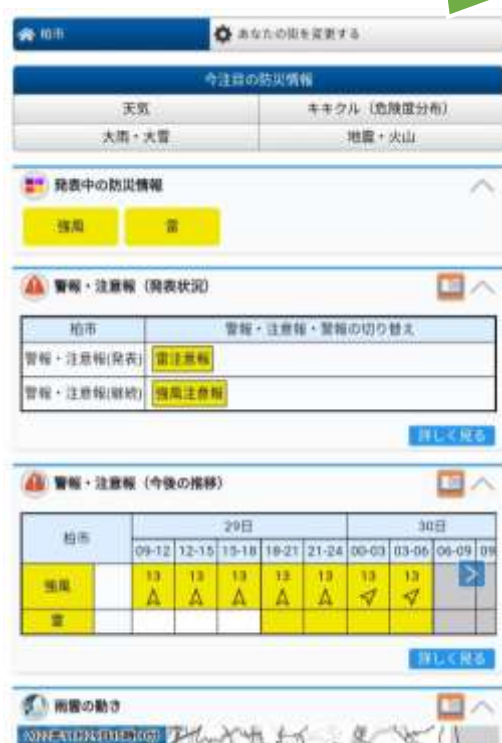 柏市
あなたの街を変更する
今注目の防災情報
天気 キキクル（危険度分布）
大雨・大雪 地震・火山
発表中の防災情報
強風 雷
警報・注意報（発表状況）
柏市 警報・注意報・警報の切り替え
警報・注意報(発表) 雷注意報
警報・注意報(継続) 強風注意報
詳しく見る
警報・注意報（今後の推移）
柏市 29日 30日
09-12 12-15 15-18 18-21 21-24 00-03 03-06 06-09 09
強風 13 13 13 13 13 13 13
雷
詳しく見る
雨雲の動き